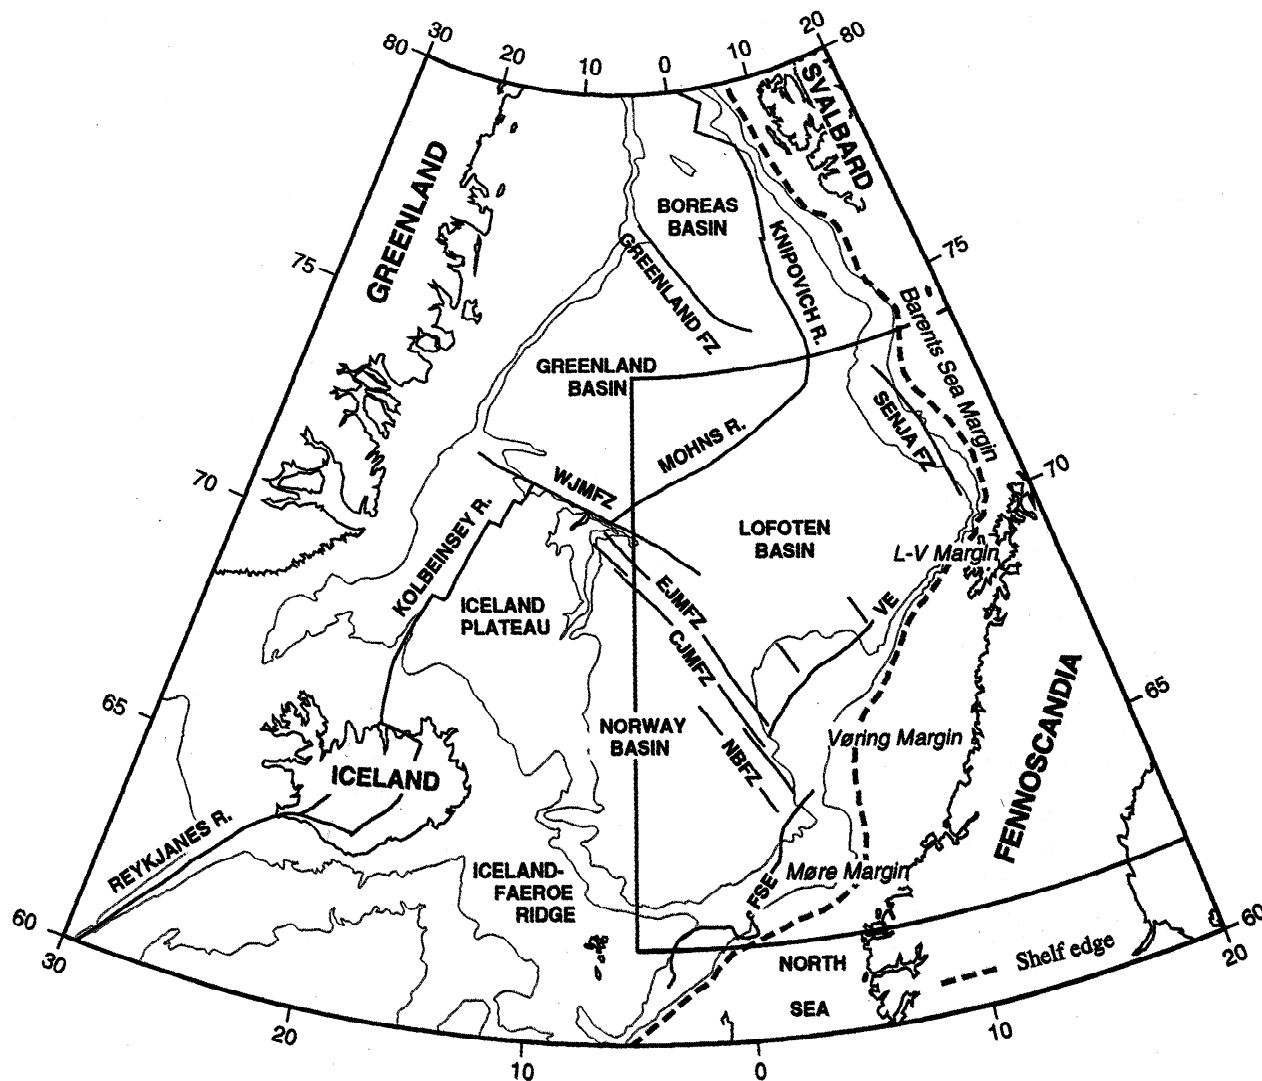 30
20
10
0
10
20
80
80
SVALBARD
GREENLAND
BOREAS
BASIN
KNIPOVICH R.
GREENLAND FZ
75
75
Barents Sea Margin
GREENLAND
BASIN
SENJA FZ
MOHNS R.
70
70
WJMFZ
KOLBEINSEY R.
LOFOTEN
BASIN
L-V Margin
ICELAND
PLATEAU
EJMFZ
VE
CJMFZ
65
65
NORWAY
BASIN
NBFZ
Vøring Margin
FENNOSCANDIA
ICELAND
REYKJANES R.
ICELAND-
FAEROE
RIDGE
FSE
Møre Margin
60
60
NORTH
SEA
Shelf edge
30
20
10
0
10
20